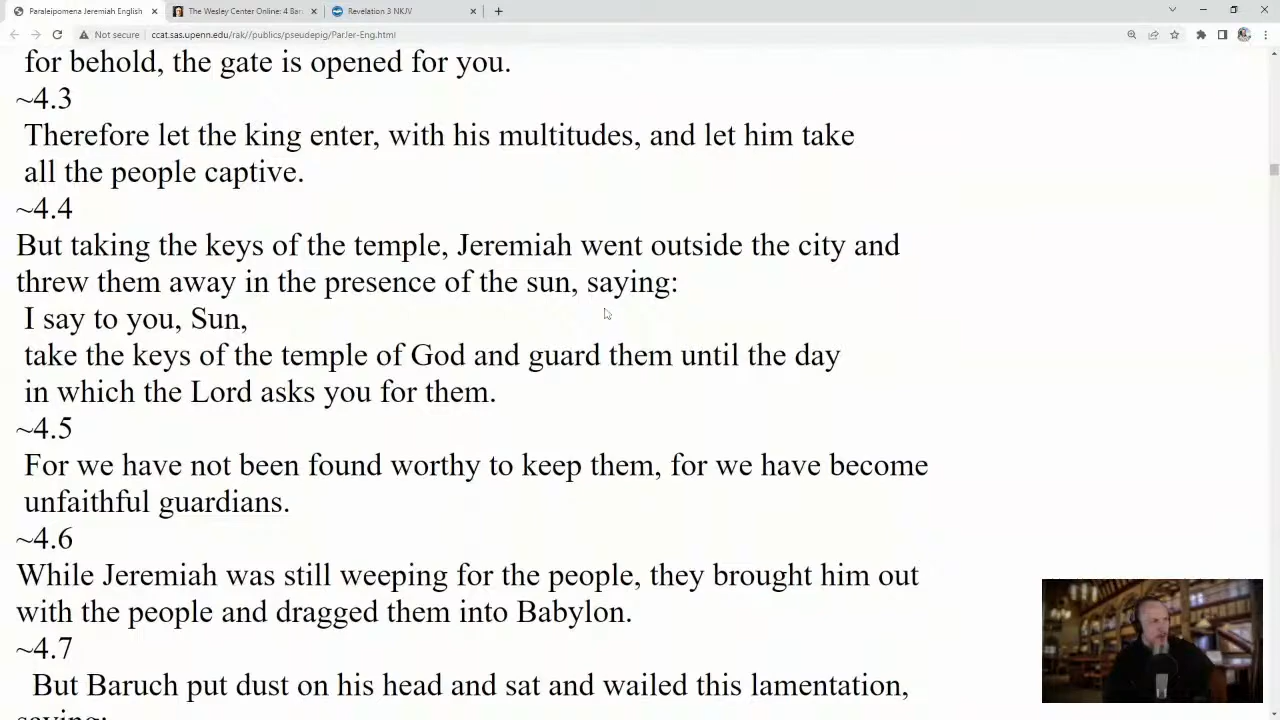 Paraleipomena Jeremiah English
The Wesley Center Online: 4 Baru
Revelation 3 NKJV
Not secure
ccat.sas.upenn.edu/rak//publics/pseudepig/ParJer-Eng.html
for behold, the gate is opened for you.
~4.3
Therefore let the king enter, with his multitudes, and let him take
all the people captive.
~4.4
But taking the keys of the temple, Jeremiah went outside the city and
threw them away in the presence of the sun, saying:
I say to you, Sun,
take the keys of the temple of God and guard them until the day
in which the Lord asks you for them.
~4.5
For we have not been found worthy to keep them, for we have become
unfaithful guardians.
~4.6
While Jeremiah was still weeping for the people, they brought him out
with the people and dragged them into Babylon.
~4.7
But Baruch put dust on his head and sat and wailed this lamentation,
saying: